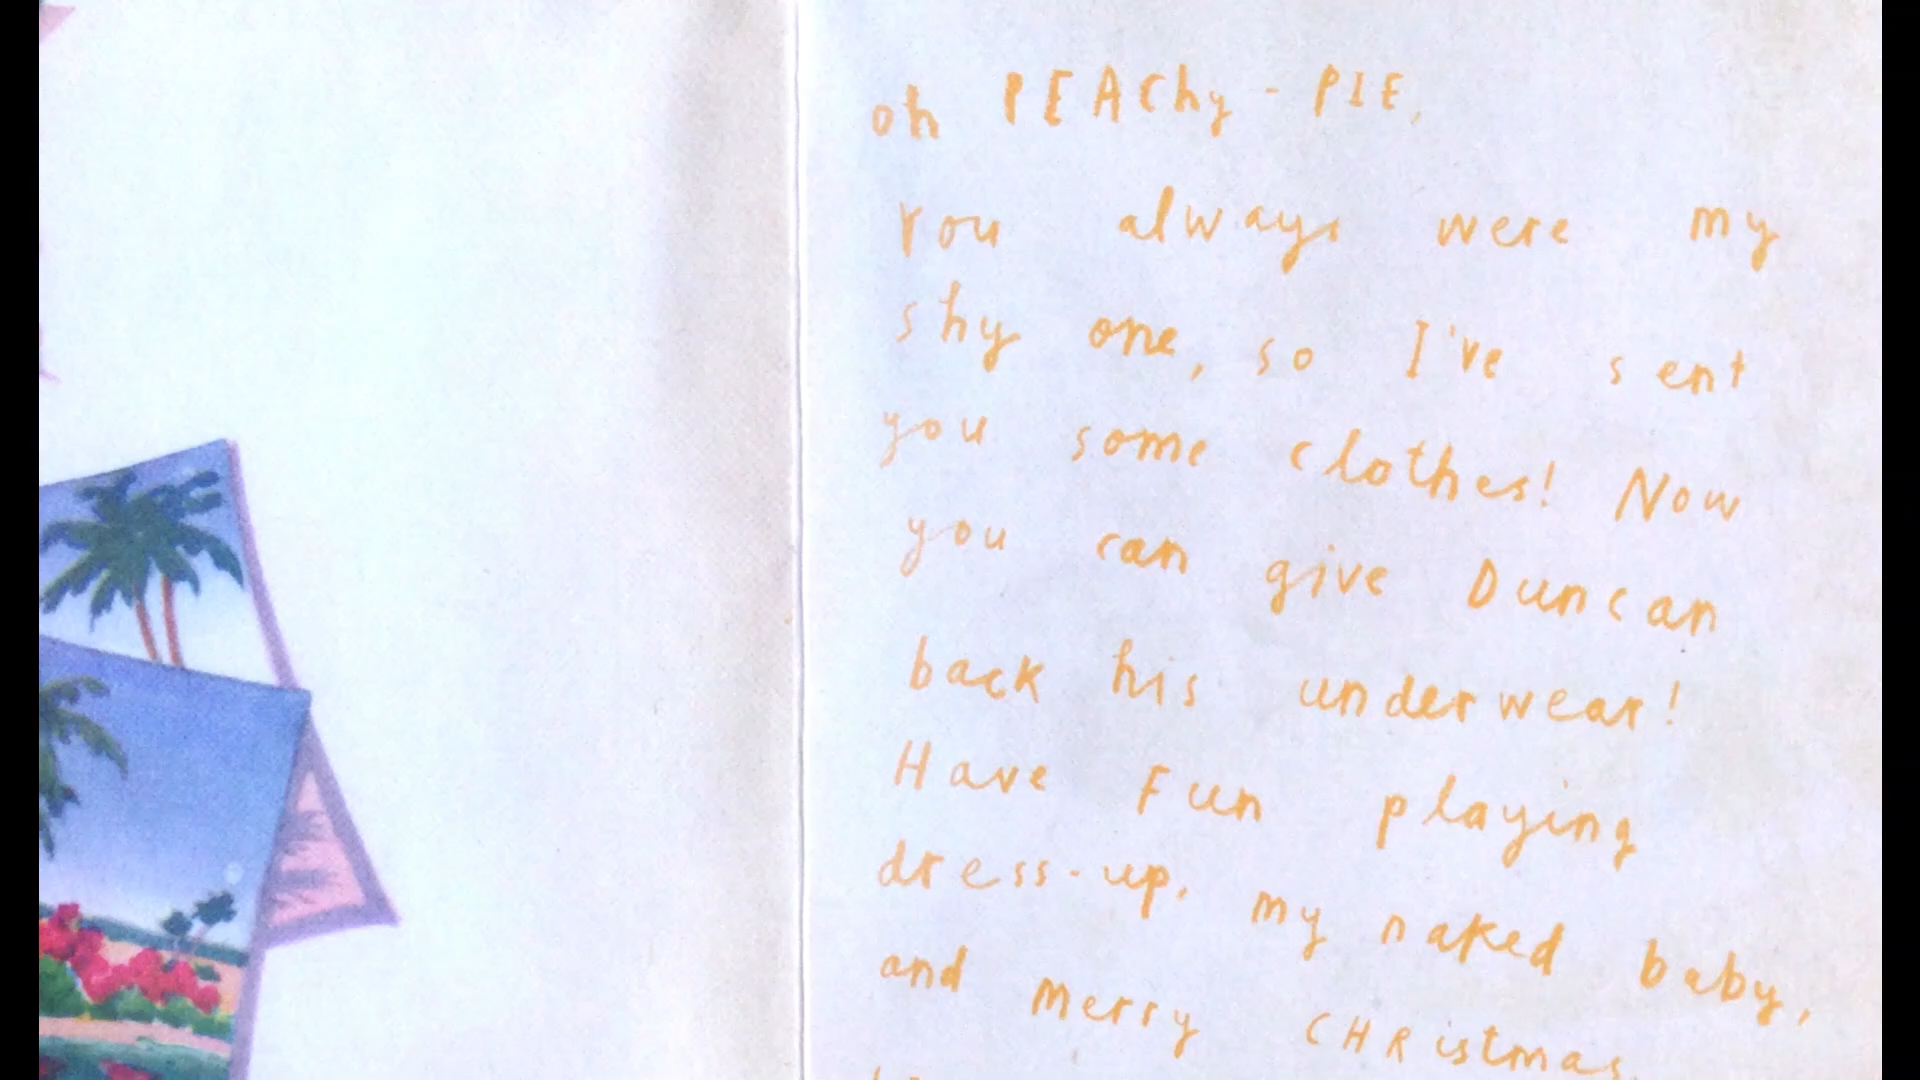 oh PEAChy-PIE,
You always were my
shy one, so I've sent
you some clothes! Now
you can give Duncan
back his underwear!
Have Fun playing
dress-up, my naked baby,
and merry CHRistmas.